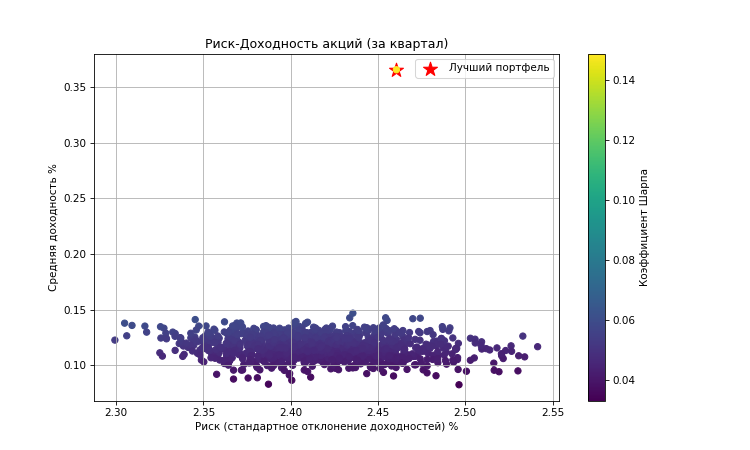 Риск-Доходность акций (за квартал)
Лучший портфель
Средняя доходность %
0.35
0.30
0.25
0.20
0.15
0.10
2.30 2.35 2.40 2.45 2.50 2.55
Риск (стандартное отклонение доходностей) %
0.14
0.12
0.10
0.08
0.06
0.04
Коэффициент Шарпа